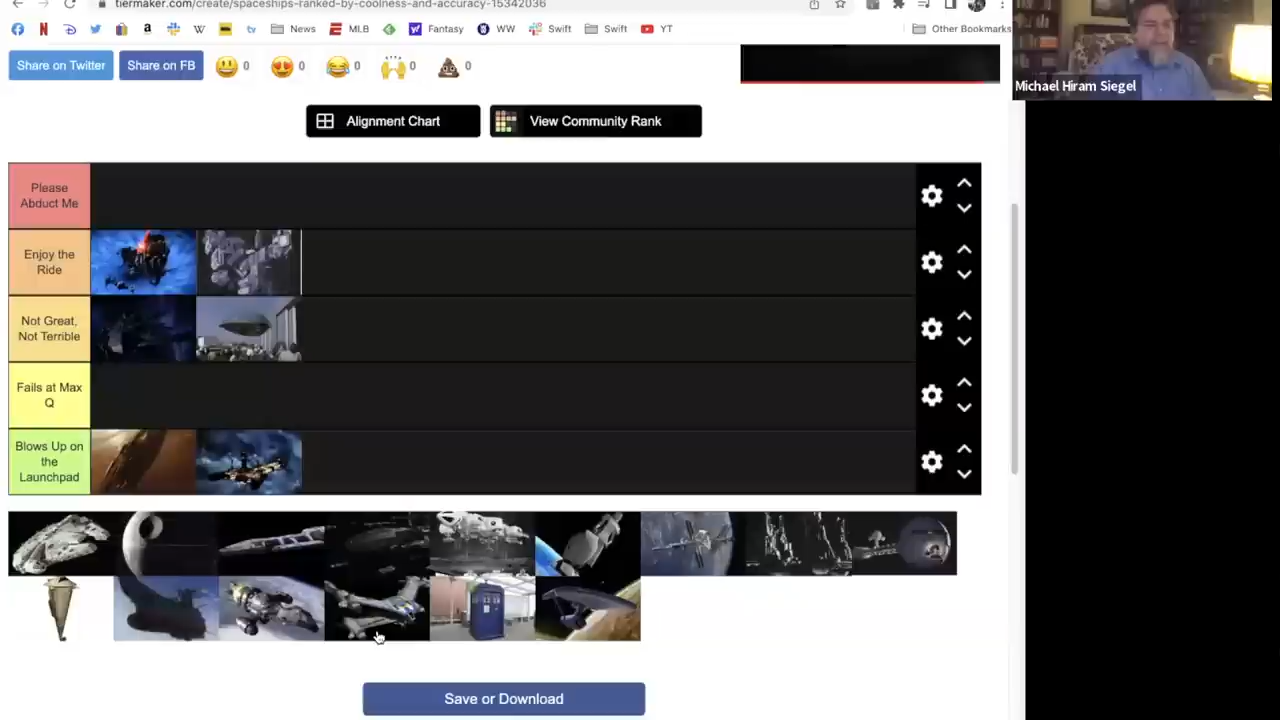 tiermaker.com/create/spaceships-ranked-by-coolness-and-accuracy-15342036
tv News MLB Fantasy WW Swift Swift YT Other Bookmarks
Share on Twitter Share on FB 0 0 0 0 0
Michael Hiram Siegel
Alignment Chart View Community Rank
Please
Abduct Me
Enjoy the
Ride
Not Great,
Not Terrible
Fails at Max
Q
Blows Up on
the
Launchpad
Save or Download